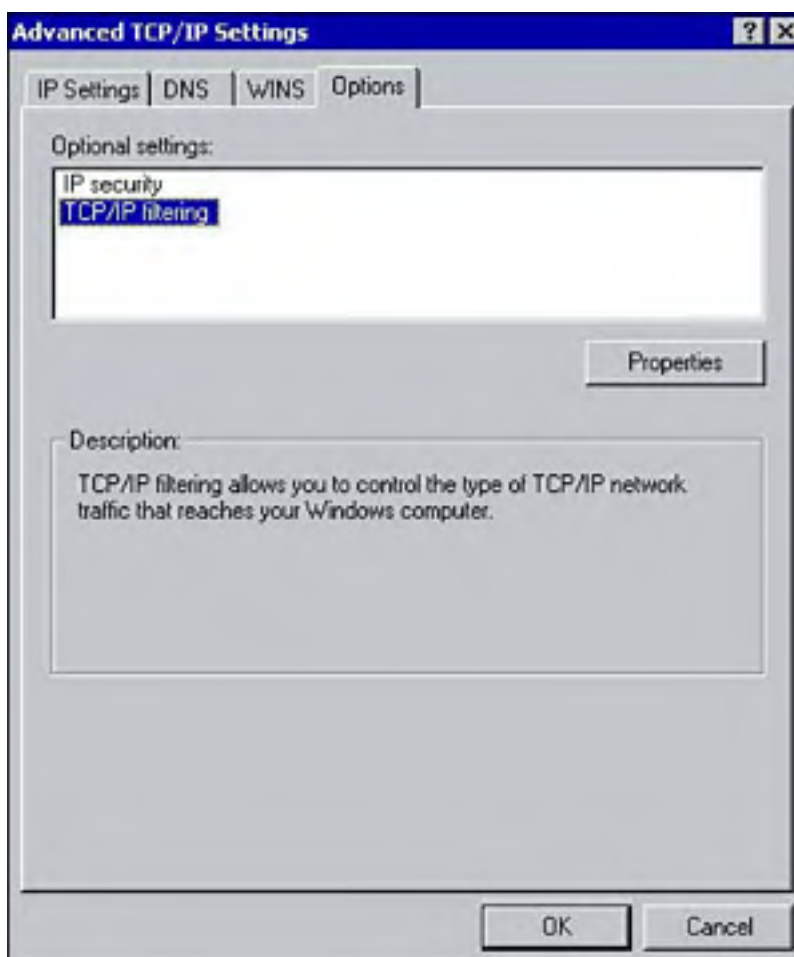 Advanced TCP/IP Settings
? X
IP Settings DNS WINS Options
Optional settings:
IP security
TCP/IP filtering
Properties
Description:
TCP/IP filtering allows you to control the type of TCP/IP network
traffic that reaches your Windows computer.
OK Cancel